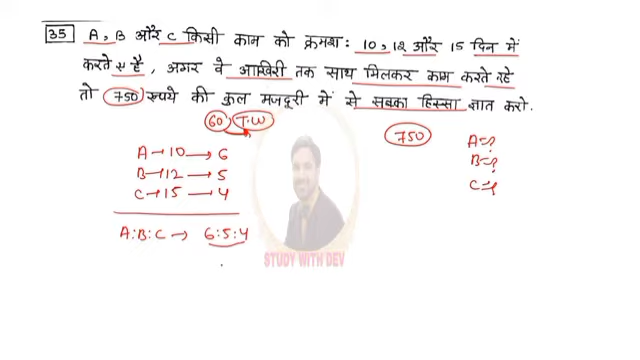 35 A, B और C किसी काम को क्रमश: 10, 12 और 15 दिन में
करते हैं, अगर वे आखिरी तक साथ मिलकर काम करते रहे
तो 750 रूपये की कुल मजदूरी में से सबका हिस्सा ज्ञात करो.
60 T.W
750
A → 10 → 6
B → 12 → 5
C → 15 → 4
A=?
B=?
C=?
A:B:C → 6:5:4
STUDY WITH DEV